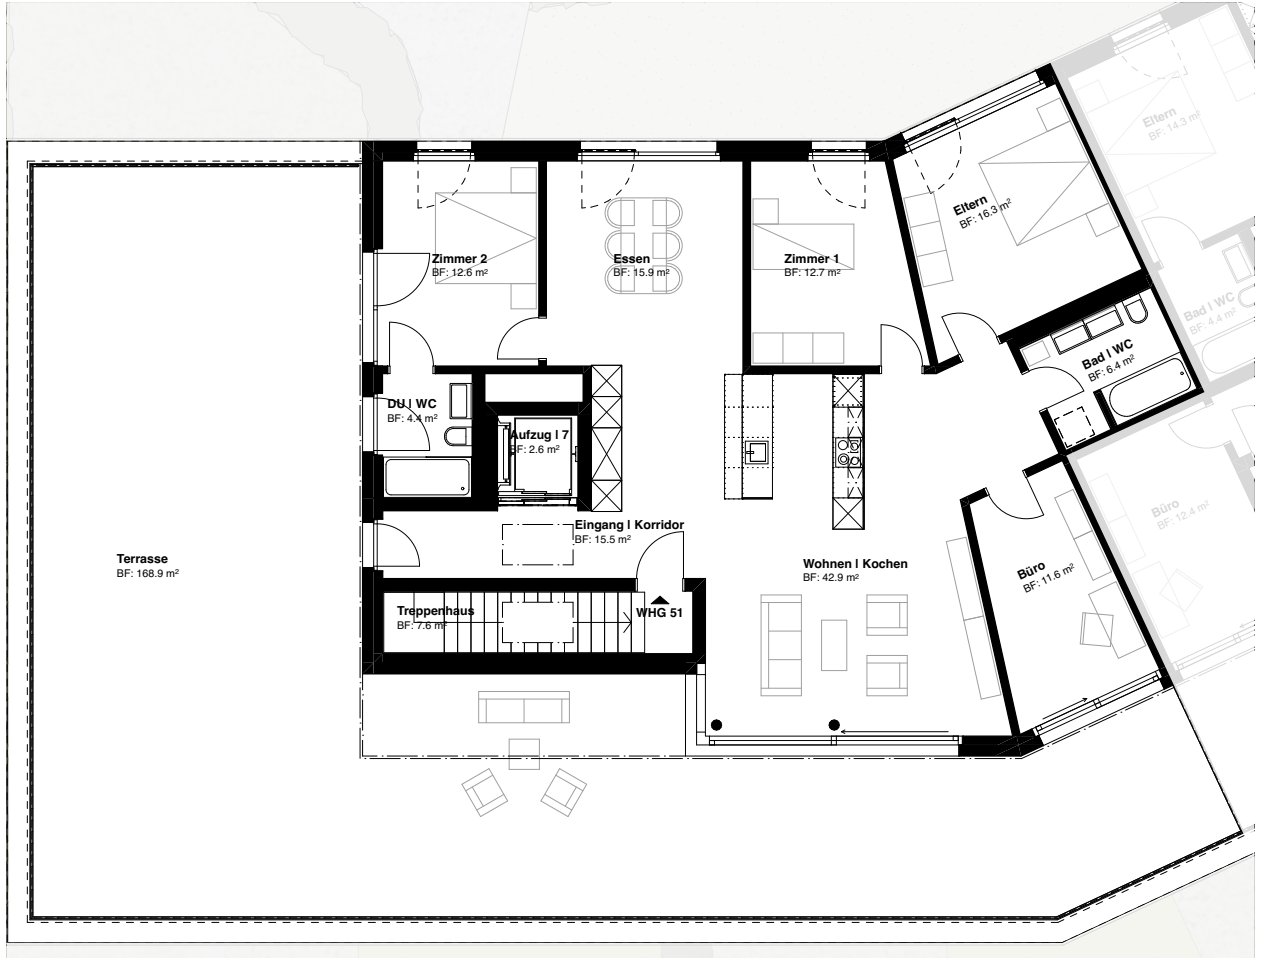 Eltern
BF: 14.3 m²
Eltern
BF: 16.3 m²
Zimmer 2
BF: 12.6 m²
Essen
BF: 15.9 m²
Zimmer 1
BF: 12.7 m²
Bad | WC
BF: 4.4 m²
Bad | WC
BF: 6.4 m²
DU | WC
BF: 4.4 m²
Aufzug | 7
BF: 2.6 m²
Büro
BF: 12.4 m²
Eingang | Korridor
BF: 15.5 m²
Terrasse
BF: 168.9 m²
Wohnen | Kochen
BF: 42.9 m²
Büro
BF: 11.6 m²
Treppenhaus
BF: 7.6 m²
WHG 51